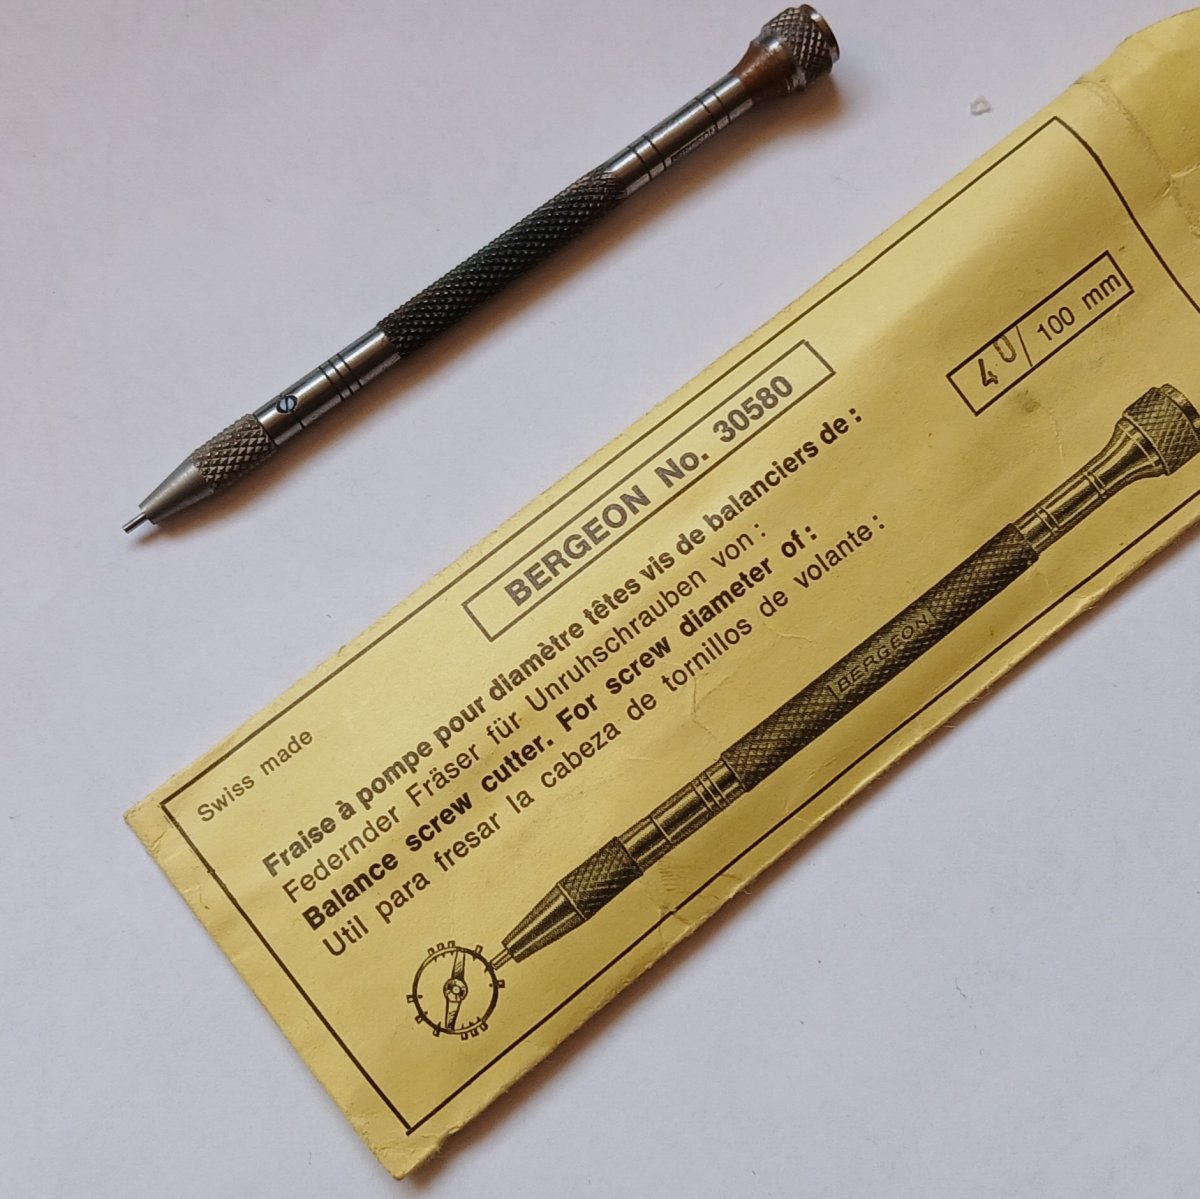 40/100 mm
BERGEON No. 30580
Swiss made
Fraise à pompe pour diamètre têtes vis de balanciers de :
Federnder Fräser für Unruhschrauben von :
Balance screw cutter. For screw diameter of :
Util para fresar la cabeza de tornillos de volante :
BERGEON